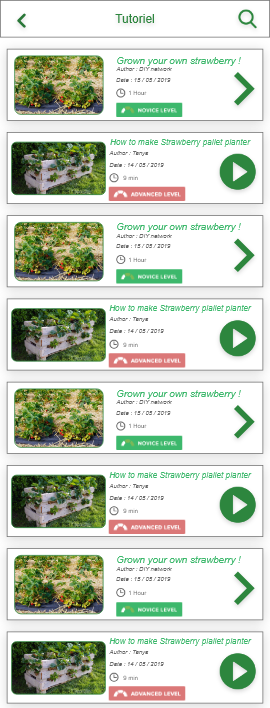 Tutoriel
Grown your own strawberry !
Author : DIY network
Date : 15 / 05 / 2019
1 Hour
NOVICE LEVEL
How to make Strawberry pallet planter
Author : Tenya
Date : 14 / 05 / 2019
9 min
ADVANCED LEVEL
Grown your own strawberry !
Author : DIY network
Date : 15 / 05 / 2019
1 Hour
NOVICE LEVEL
How to make Strawberry plallet planter
Author : Tenya
Date : 14 / 05 / 2019
9 min
ADVANCED LEVEL
Grown your own strawberry !
Author : DIY network
Date : 15 / 05 / 2019
1 Hour
NOVICE LEVEL
How to make Strawberry pallet planter
Author : Tenya
Date : 14 / 05 / 2019
9 min
ADVANCED LEVEL
Grown your own strawberry !
Author : DIY network
Date : 15 / 05 / 2019
1 Hour
NOVICE LEVEL
How to make Strawberry pallet planter
Author : Tenya
Date : 14 / 05 / 2019
9 min
ADVANCED LEVEL